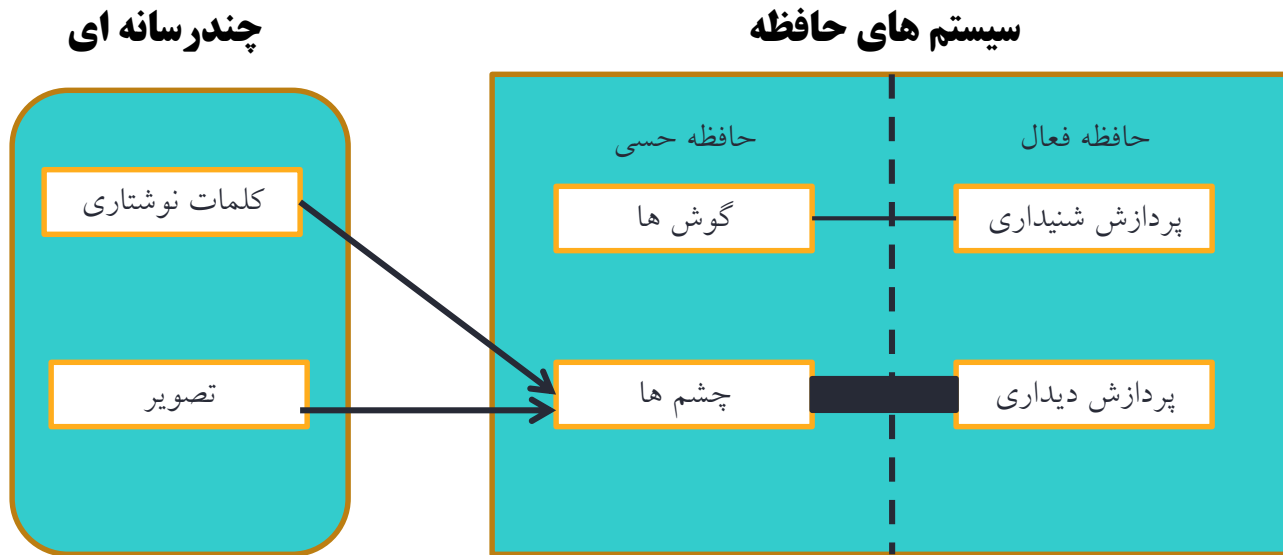 سیستم های حافظه
چندرسانه ای
حافظه فعال
حافظه حسی
کلمات نوشتاری
گوش ها
پردازش شنیداری
تصویر
چشم ها
پردازش دیداری